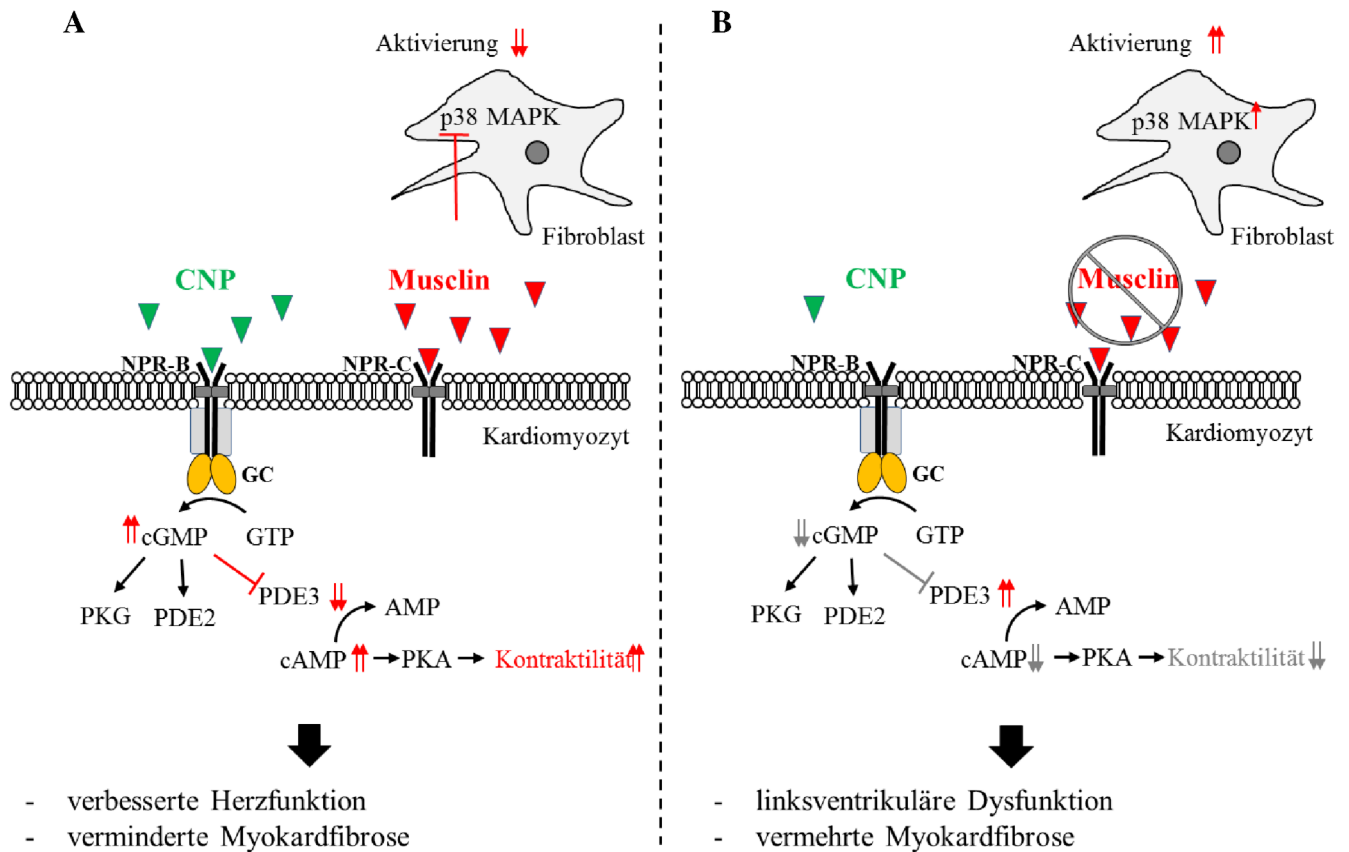 A
Aktivierung
p38 MAPK
Fibroblast
CNP
Musclin
NPR-B
NPR-C
Kardiomyozyt
GC
cGMP
GTP
PKG
PDE2
PDE3
AMP
cAMP
PKA
Kontraktilität
- verbesserte Herzfunktion
- verminderte Myokardfibrose
B
Aktivierung
p38 MAPK
Fibroblast
CNP
Musclin
NPR-B
NPR-C
Kardiomyozyt
GC
cGMP
GTP
PKG
PDE2
PDE3
AMP
cAMP
PKA
Kontraktilität
- linksventrikuläre Dysfunktion
- vermehrte Myokardfibrose